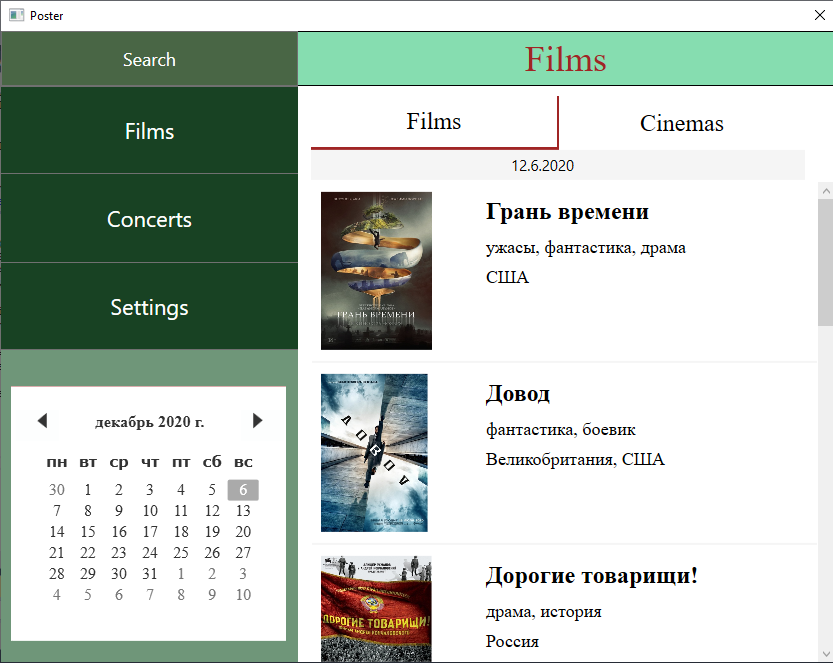 Poster
Search
Films
Films
Concerts
Settings
декабрь 2020 г.
пн вт ср чт пт сб вс
30 1 2 3 4 5 6
7 8 9 10 11 12 13
14 15 16 17 18 19 20
21 22 23 24 25 26 27
28 29 30 31 1 2 3
4 5 6 7 8 9 10
Films Cinemas
12.6.2020
ГРАНЬ ВРЕМЕНИ
Грань времени
ужасы, фантастика, драма
США
ДОВОД
Довод
фантастика, боевик
Великобритания, США
ДОРОГИЕ ТОВАРИЩИ!
Дорогие товарищи!
драма, история
Россия